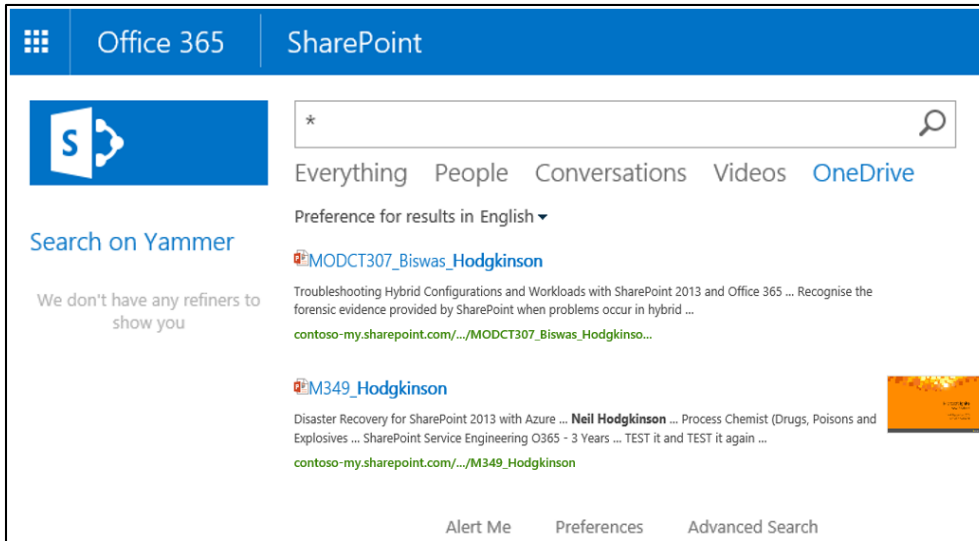 Office 365 SharePoint
S
*
Everything People Conversations Videos OneDrive
Preference for results in English
Search on Yammer
We don't have any refiners to
show you
MODCT307_Biswas_Hodgkinson
Troubleshooting Hybrid Configurations and Workloads with SharePoint 2013 and Office 365 ... Recognise the
forensic evidence provided by SharePoint when problems occur in hybrid ...
contoso-my.sharepoint.com/.../MODCT307_Biswas_Hodgkinso...
M349_Hodgkinson
Disaster Recovery for SharePoint 2013 with Azure ... Neil Hodgkinson ... Process Chemist (Drugs, Poisons and
Explosives ... SharePoint Service Engineering O365 - 3 Years ... TEST it and TEST it again ...
contoso-my.sharepoint.com/.../M349_Hodgkinson
Alert Me Preferences Advanced Search